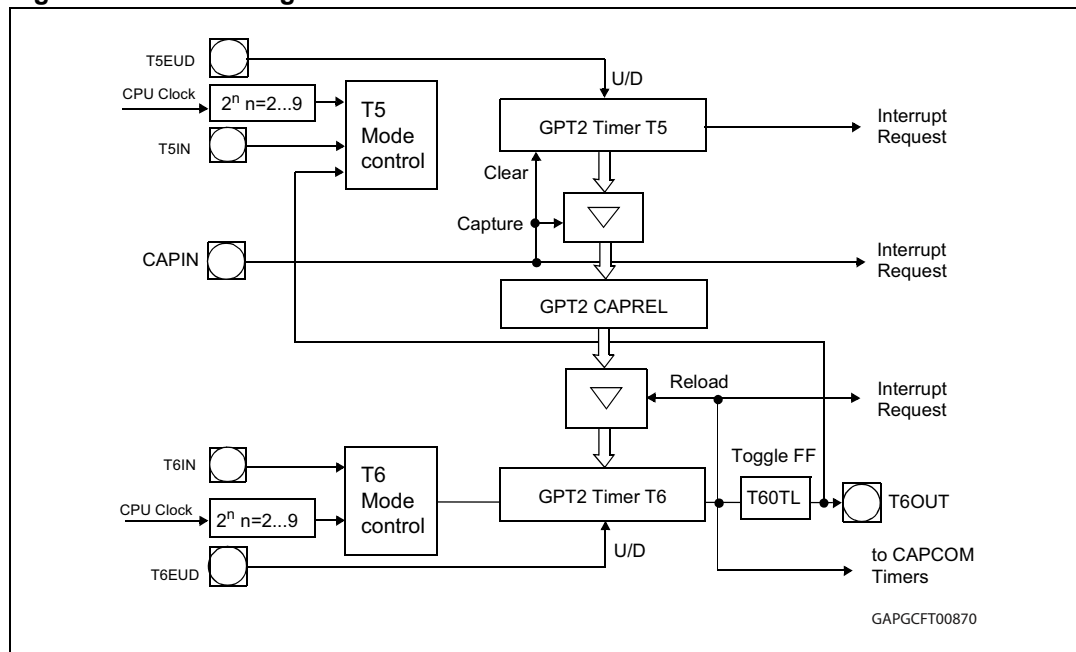 T5EUD
U/D
CPU Clock
2ⁿ n=2...9
T5
Mode
control
GPT2 Timer T5
Interrupt
Request
T5IN
Clear
Capture
CAPIN
Interrupt
Request
GPT2 CAPREL
Reload
Interrupt
Request
T6IN
T6
Mode
control
Toggle FF
GPT2 Timer T6
T60TL
T6OUT
CPU Clock
2ⁿ n=2...9
U/D
T6EUD
to CAPCOM
Timers
GAPGCFT00870